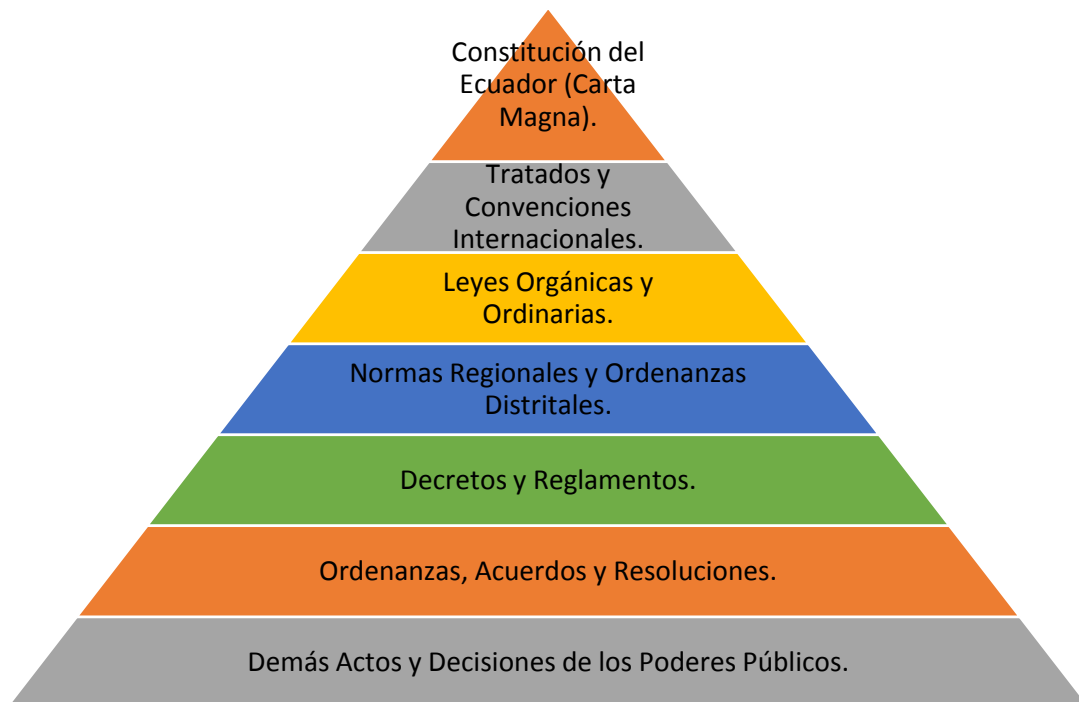 Constitución del
Ecuador (Carta
Magna).
Tratados y
Convenciones
Internacionales.
Leyes Orgánicas y
Ordinarias.
Normas Regionales y Ordenanzas
Distritales.
Decretos y Reglamentos.
Ordenanzas, Acuerdos y Resoluciones.
Demás Actos y Decisiones de los Poderes Públicos.